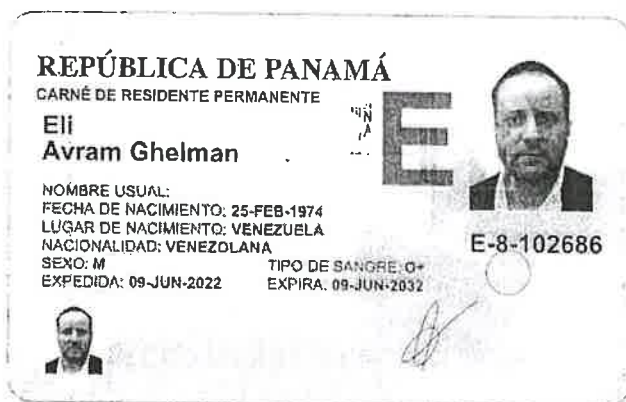 REPÚBLICA DE PANAMÁ
CARNÉ DE RESIDENTE PERMANENTE
Eli
Avram Ghelman
E
NOMBRE USUAL:
FECHA DE NACIMIENTO: 25-FEB-1974
LUGAR DE NACIMIENTO: VENEZUELA
NACIONALIDAD: VENEZOLANA
SEXO: M TIPO DE SANGRE: O+
EXPEDIDA: 09-JUN-2022 EXPIRA: 09-JUN-2032
E-8-102686